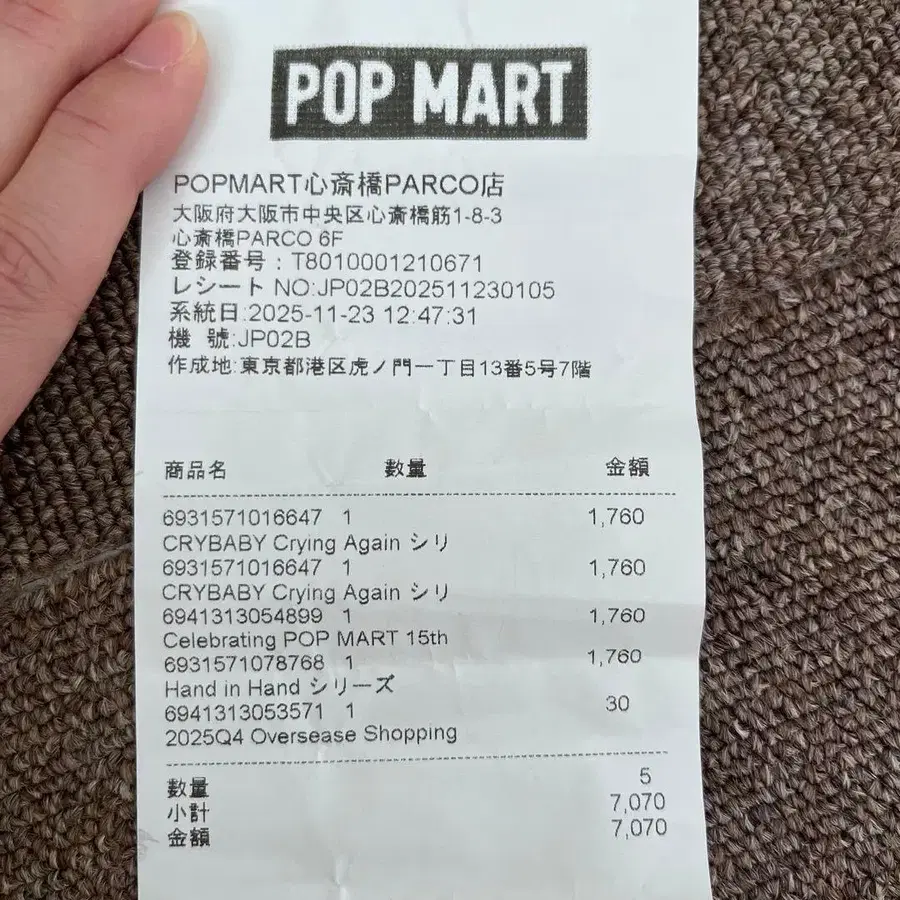 POP MART
POPMART心斎橋PARCO店
大阪府大阪市中央区心斎橋筋1-8-3
心斎橋PARCO 6F
登録番号：T8010001210671
レシート NO:JP02B202511230105
系統日:2025-11-23 12:47:31
機 號:JP02B
作成地:東京都港区虎ノ門一丁目13番5号7階
商品名 数量 金額
6931571016647 1 1,760
CRYBABY Crying Again シリ
6931571016647 1 1,760
CRYBABY Crying Again シリ
6941313054899 1 1,760
Celebrating POP MART 15th
6931571078768 1 1,760
Hand in Hand シリーズ
6941313053571 1 30
2025Q4 Oversease Shopping
数量 5
小計 7,070
金額 7,070